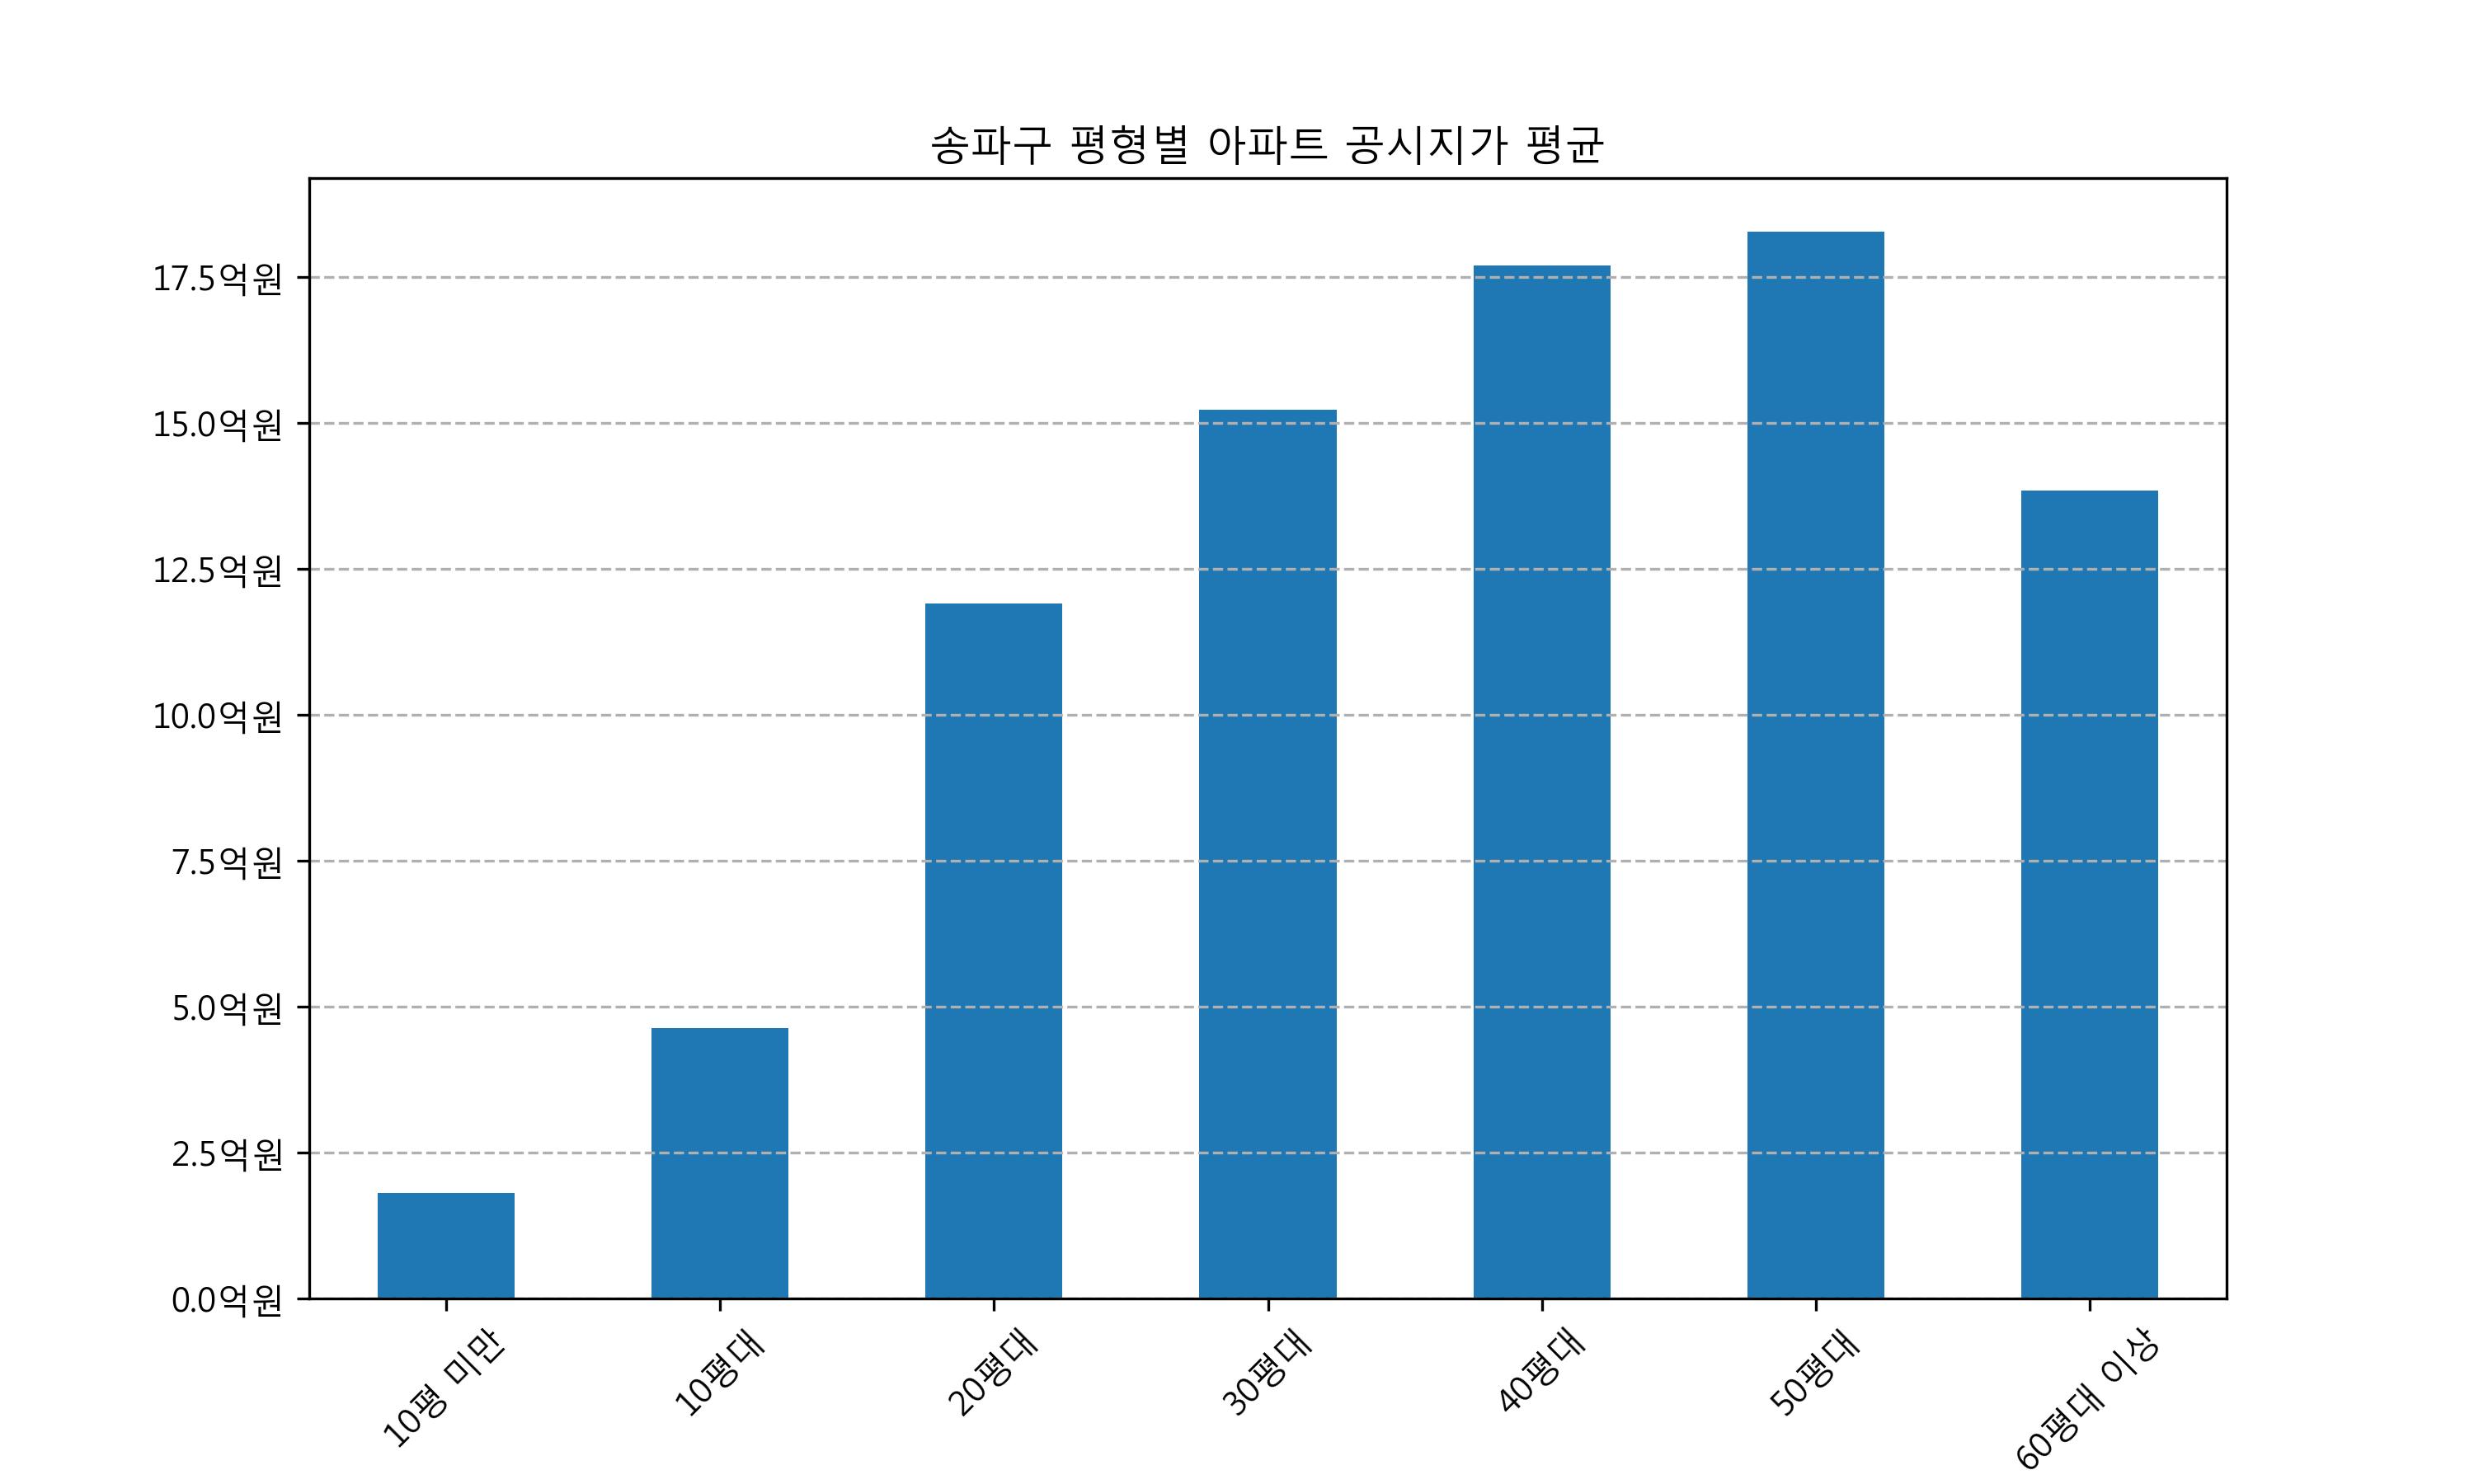 송파구 평형별 아파트 공시지가 평균
17.5억원
15.0억원
12.5억원
10.0억원
7.5억원
5.0억원
2.5억원
0.0억원
10평 미만
10평대
20평대
30평대
40평대
50평대
60평대 이상